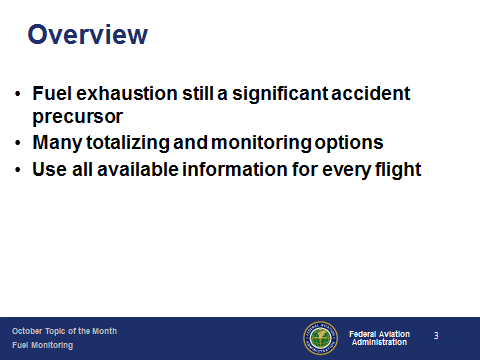 Overview
• Fuel exhaustion still a significant accident
precursor
• Many totalizing and monitoring options
• Use all available information for every flight
October Topic of the Month
Fuel Monitoring
Federal Aviation
Administration
3